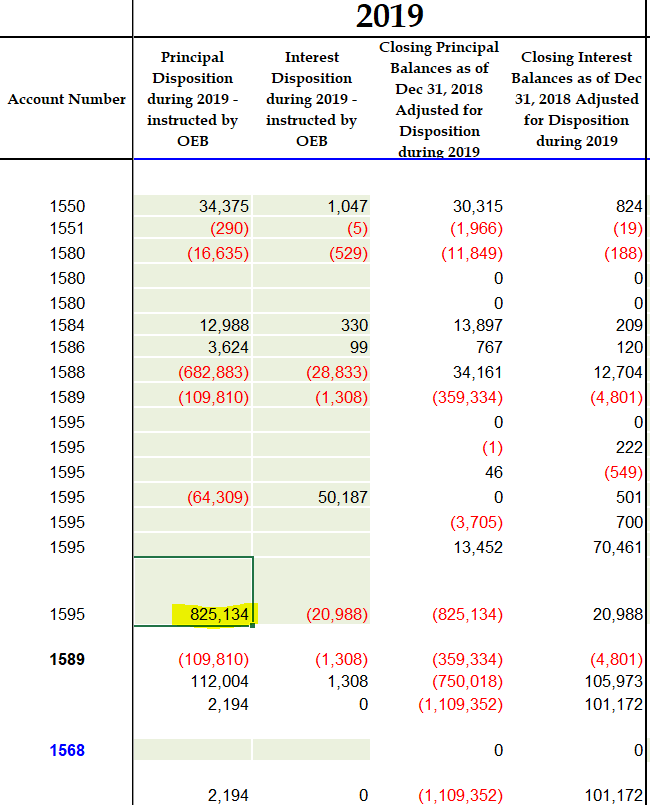 2019
Account Number | Principal Disposition during 2019 - instructed by OEB | Interest Disposition during 2019 - instructed by OEB | Closing Principal Balances as of Dec 31, 2018 Adjusted for Disposition during 2019 | Closing Interest Balances as of Dec 31, 2018 Adjusted for Disposition during 2019
1550 34,375 1,047 30,315 824
1551 (290) (5) (1,966) (19)
1580 (16,635) (529) (11,849) (188)
1580 0 0
1580 0 0
1584 12,988 330 13,897 209
1586 3,624 99 767 120
1588 (682,883) (28,833) 34,161 12,704
1589 (109,810) (1,308) (359,334) (4,801)
1595 0 0
1595 (1) 222
1595 46 (549)
1595 (64,309) 50,187 0 501
1595 (3,705) 700
1595 13,452 70,461
1595 825,134 (20,988) (825,134) 20,988
1589 (109,810) (1,308) (359,334) (4,801)
112,004 1,308 (750,018) 105,973
2,194 0 (1,109,352) 101,172
1568 0 0
2,194 0 (1,109,352) 101,172